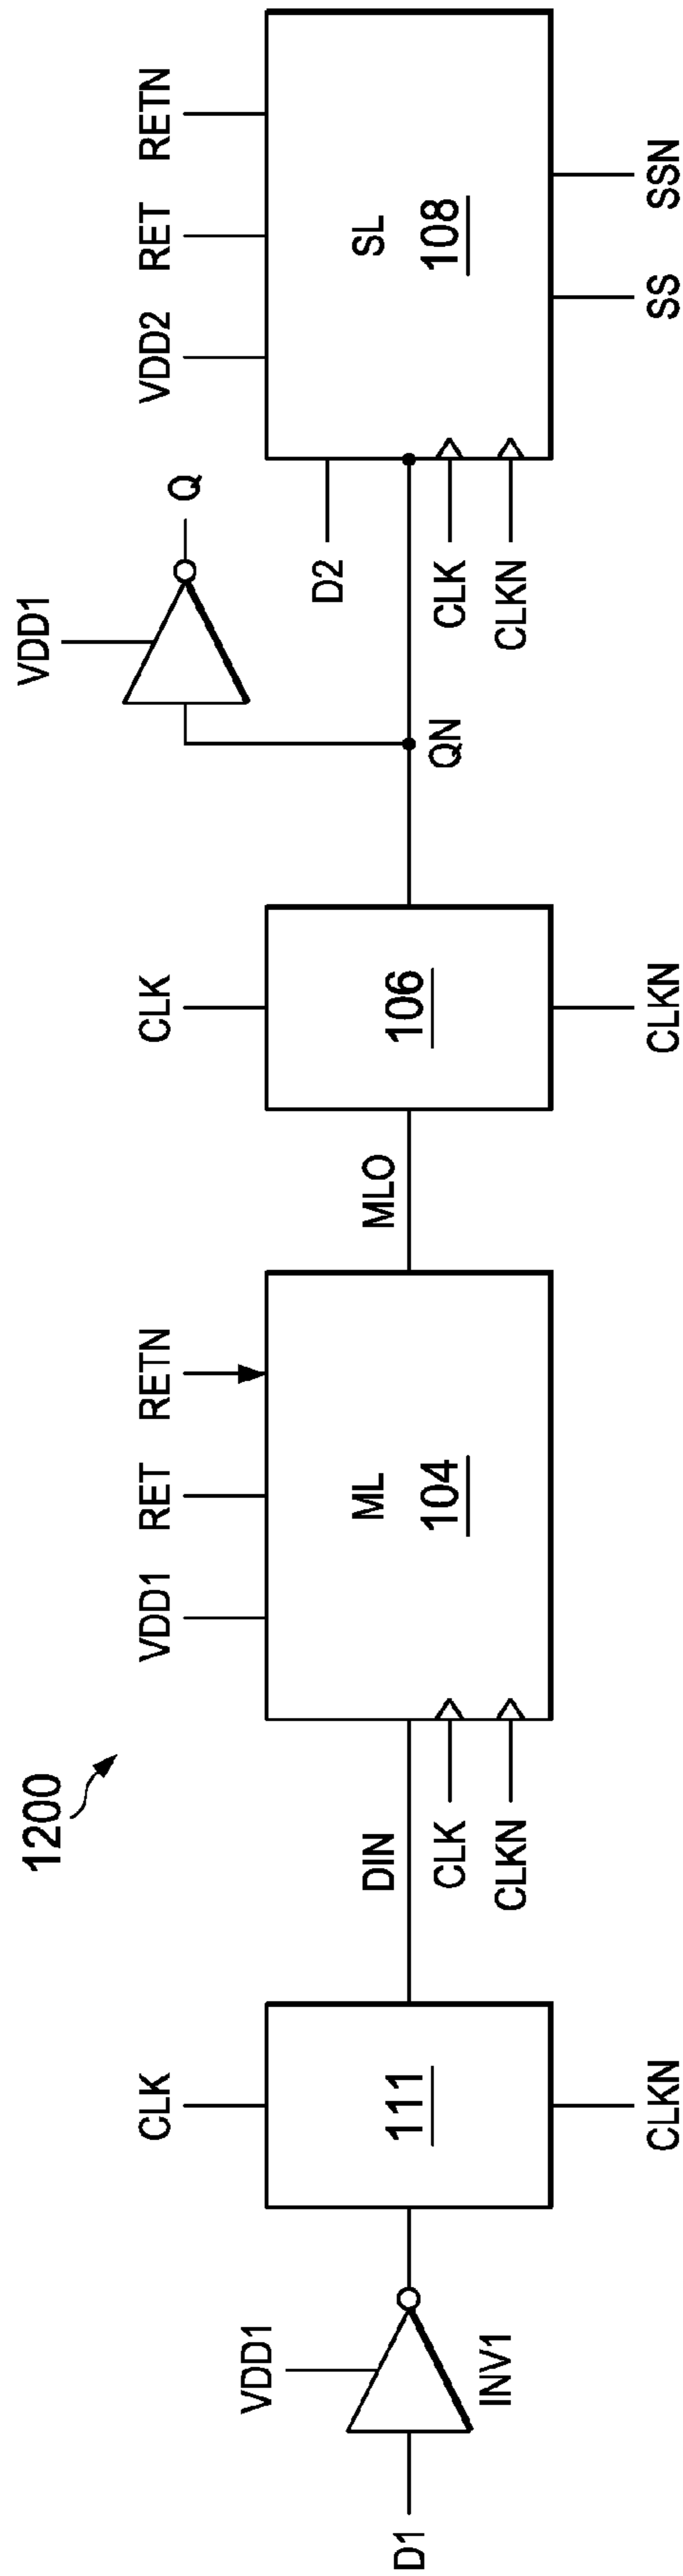 1200
D1
VDD1
INV1
CLK
111
CLKN
DIN
CLK
CLKN
VDD1
RET
RETN
ML
104
MLO
CLK
106
CLKN
QN
VDD1
Q
D2
CLK
CLKN
VDD2
RET
RETN
SL
108
SS
SSN